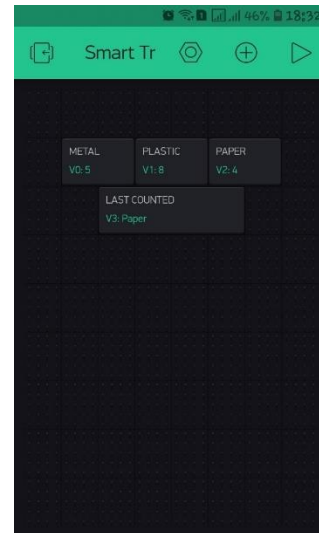 46% 18:32
Smart Tr
METAL PLASTIC PAPER
V0: 5 V1: 8 V2: 4
LAST COUNTED
V3: Paper